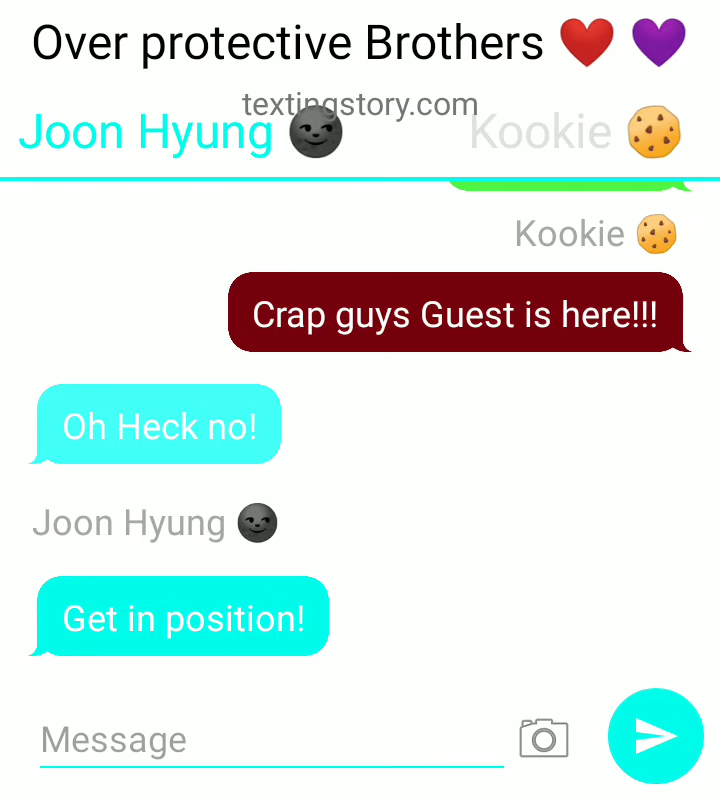 Over protective Brothers ❤️ 💜
textingstory.com
Joon Hyung 🌚 Kookie 🍪
Kookie 🍪
Crap guys Guest is here!!!
Oh Heck no!
Joon Hyung 🌚
Get in position!
Message